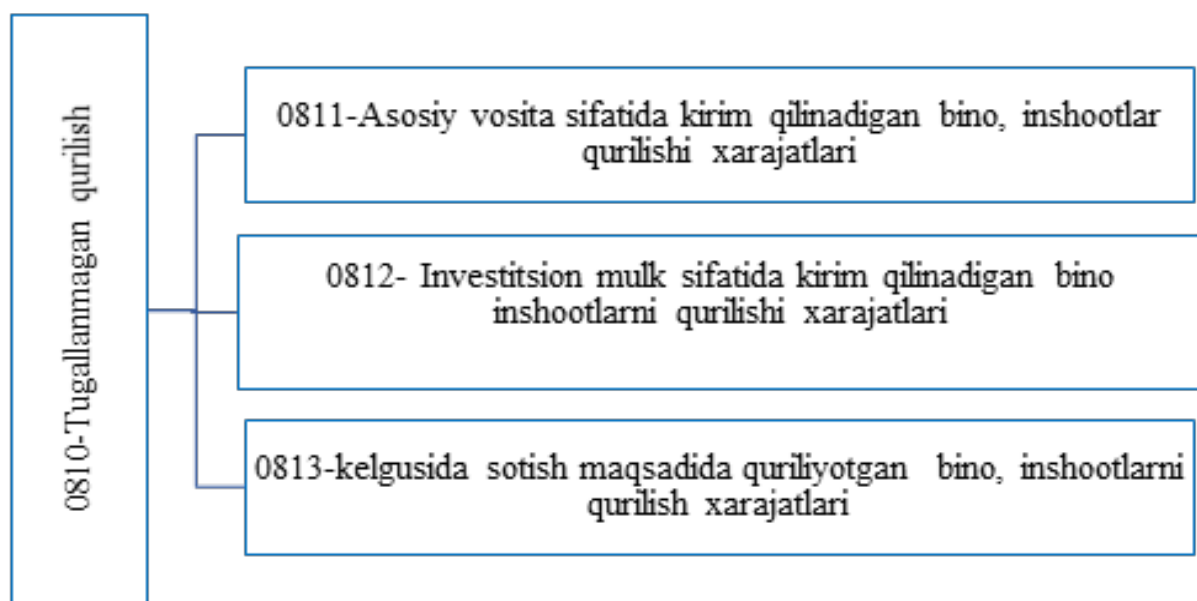 0810-Tugallanmagan qurilish
0811-Asosiy vosita sifatida kirim qilinadigan bino, inshootlar
qurilishi xarajatlari
0812- Investitsion mulk sifatida kirim qilinadigan bino
inshootlarni qurilishi xarajatlari
0813-kelgusida sotish maqsadida quriliyotgan bino, inshootlarni
qurilish xarajatlari